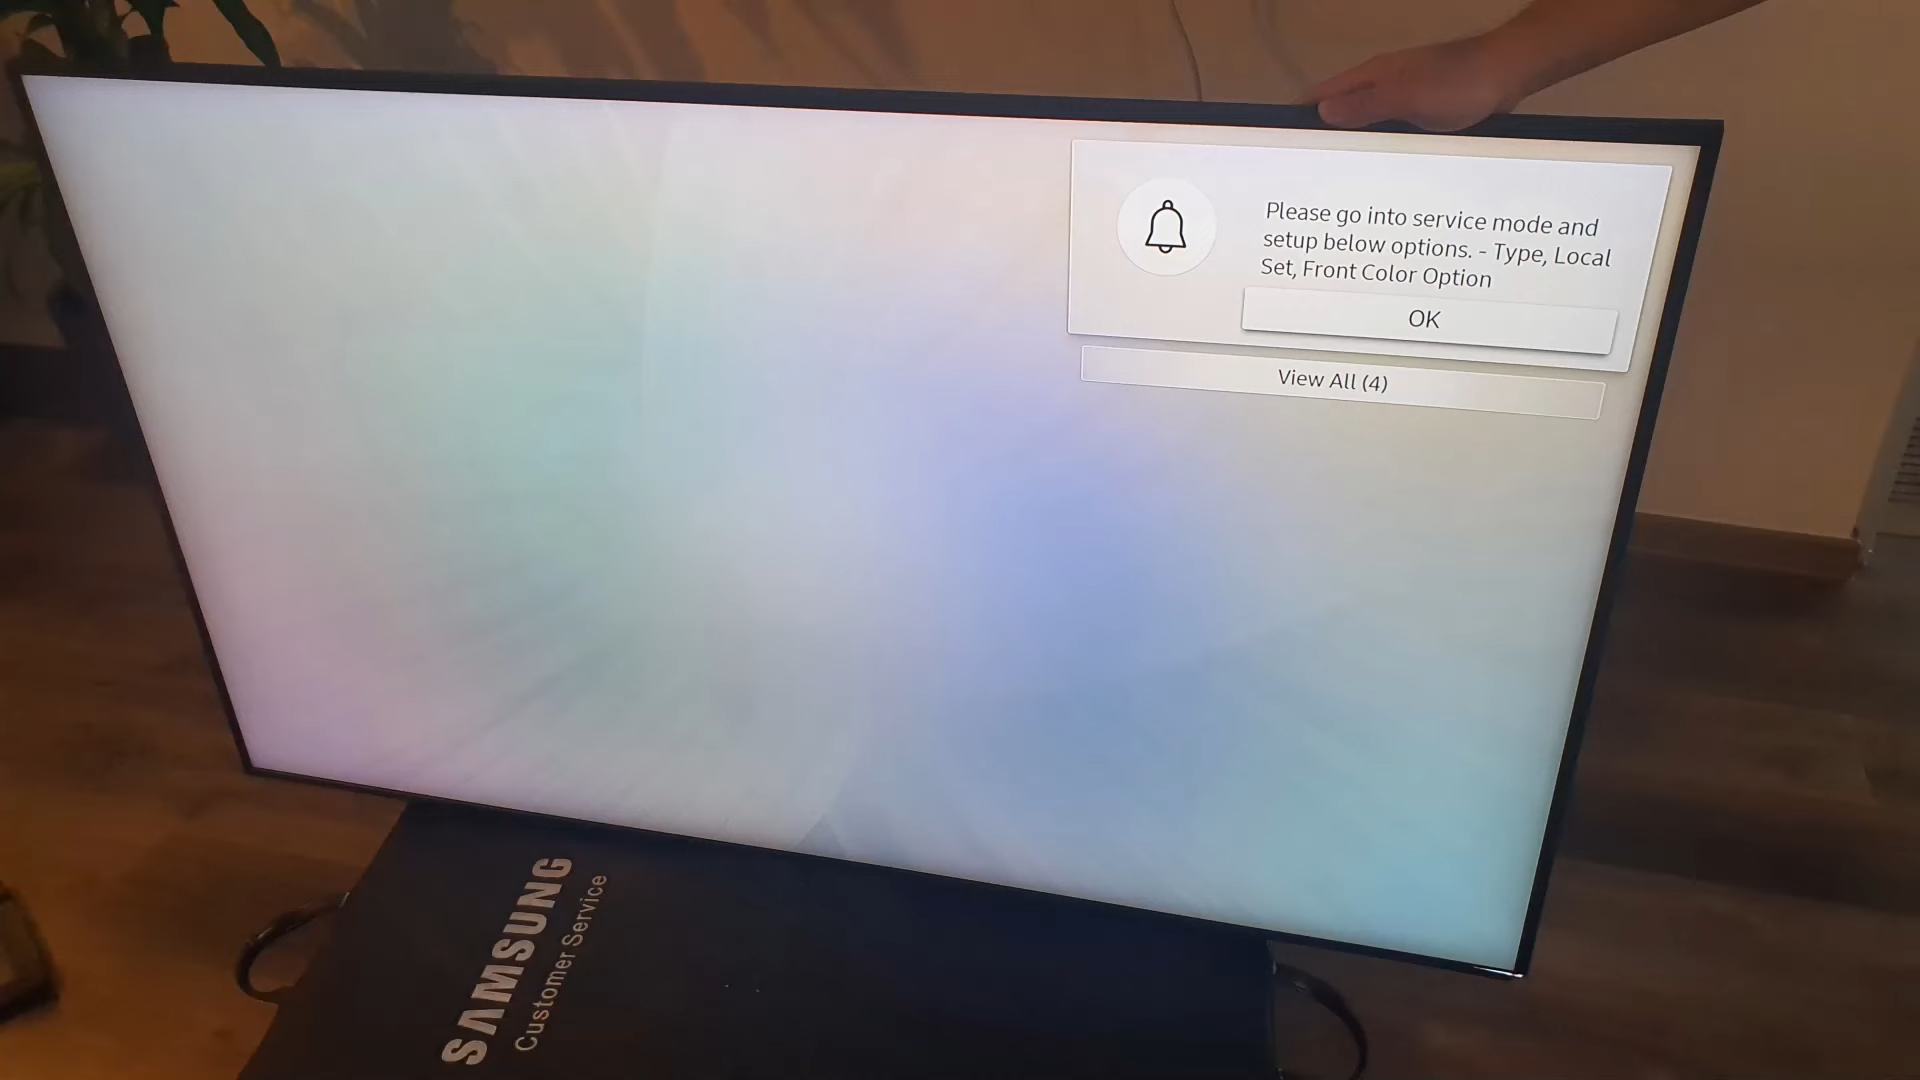 Please go into service mode and
setup below options. - Type, Local
Set, Front Color Option
OK
View All (4)
SAMSUNG
Customer Service